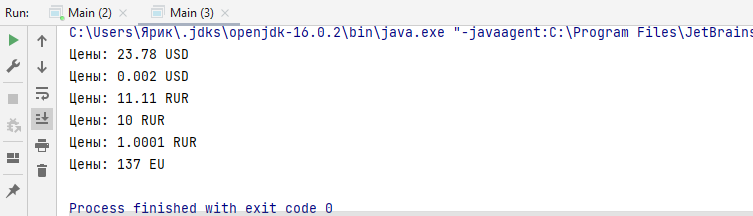 Run: Main (2) Main (3)
C:\Users\Ярик\.jdks\openjdk-16.0.2\bin\java.exe "-javaagent:C:\Program Files\JetBrains
Цены: 23.78 USD
Цены: 0.002 USD
Цены: 11.11 RUR
Цены: 10 RUR
Цены: 1.0001 RUR
Цены: 137 EU
Process finished with exit code 0